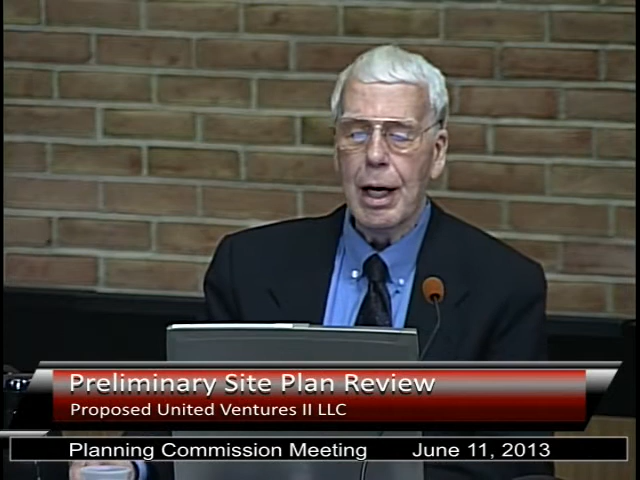 Preliminary Site Plan Review
Proposed United Ventures II LLC
Planning Commission Meeting June 11, 2013